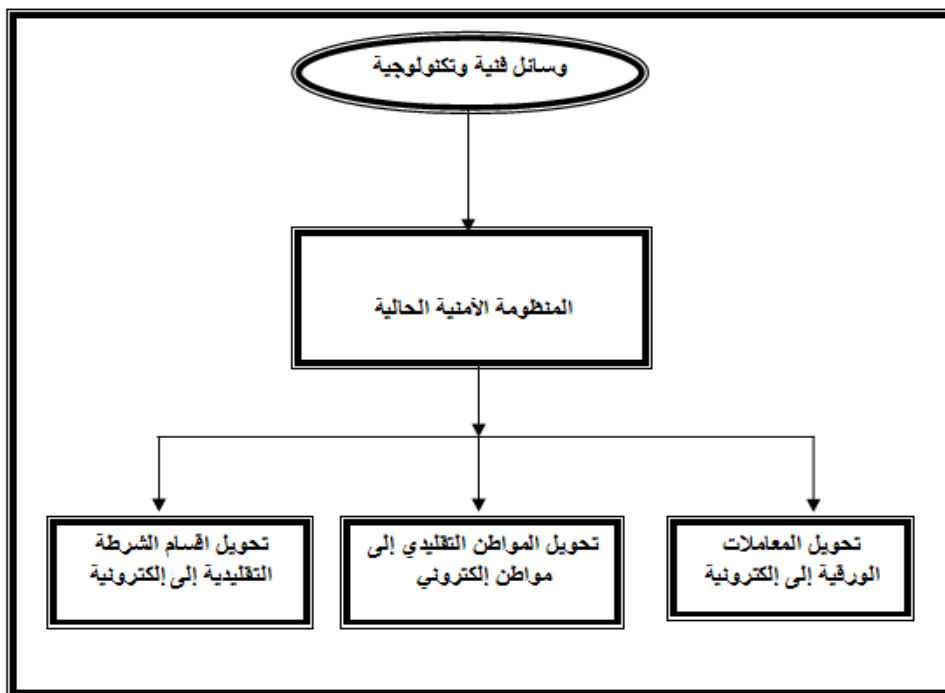 وسائل فنية وتكنولوجية
المنظومة الأمنية الحالية
تحويل المعاملات
الورقية إلى إلكترونية
تحويل المواطن التقليدي إلى
مواطن إلكتروني
تحويل اقسام الشرطة
التقليدية إلى إلكترونية